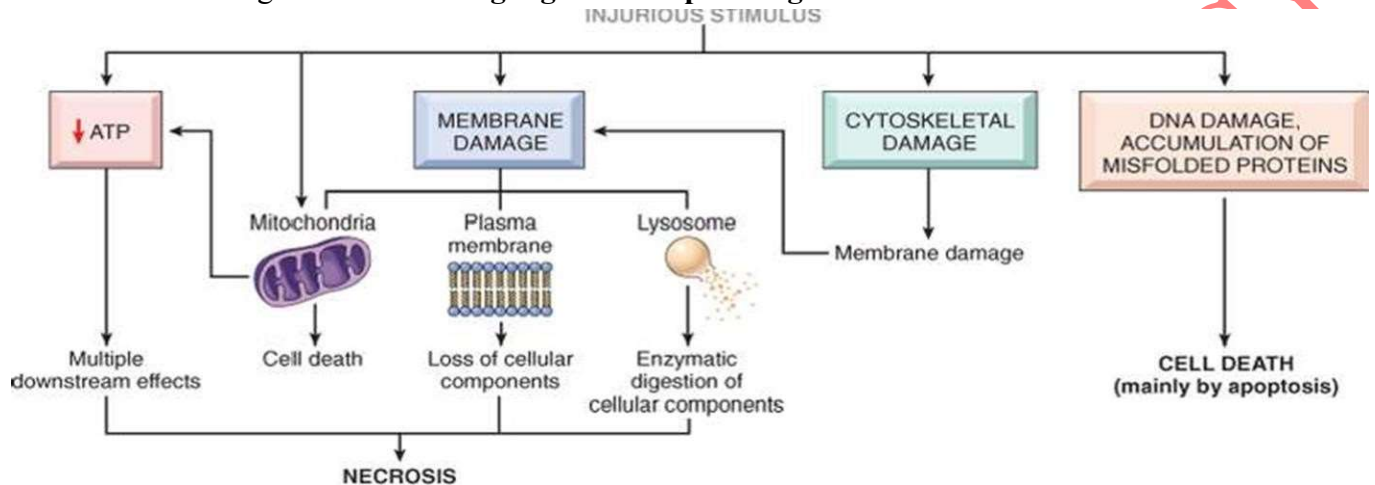 INJURIOUS STIMULUS
ATP
MEMBRANE
DAMAGE
CYTOSKELETAL
DAMAGE
DNA DAMAGE,
ACCUMULATION OF
MISFOLDED PROTEINS
Mitochondria
Plasma
membrane
Lysosome
Membrane damage
Multiple
downstream effects
Cell death
Loss of cellular
components
Enzymatic
digestion of
cellular components
CELL DEATH
(mainly by apoptosis)
NECROSIS